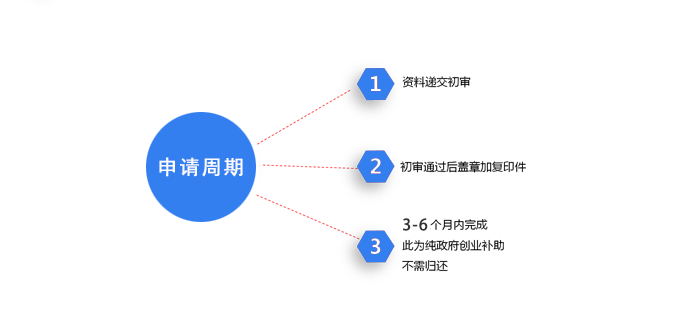 申请周期
1
资料递交初审
2
初审通过后盖章加复印件
3
3-6个月内完成
此为纯政府创业补助
不需归还